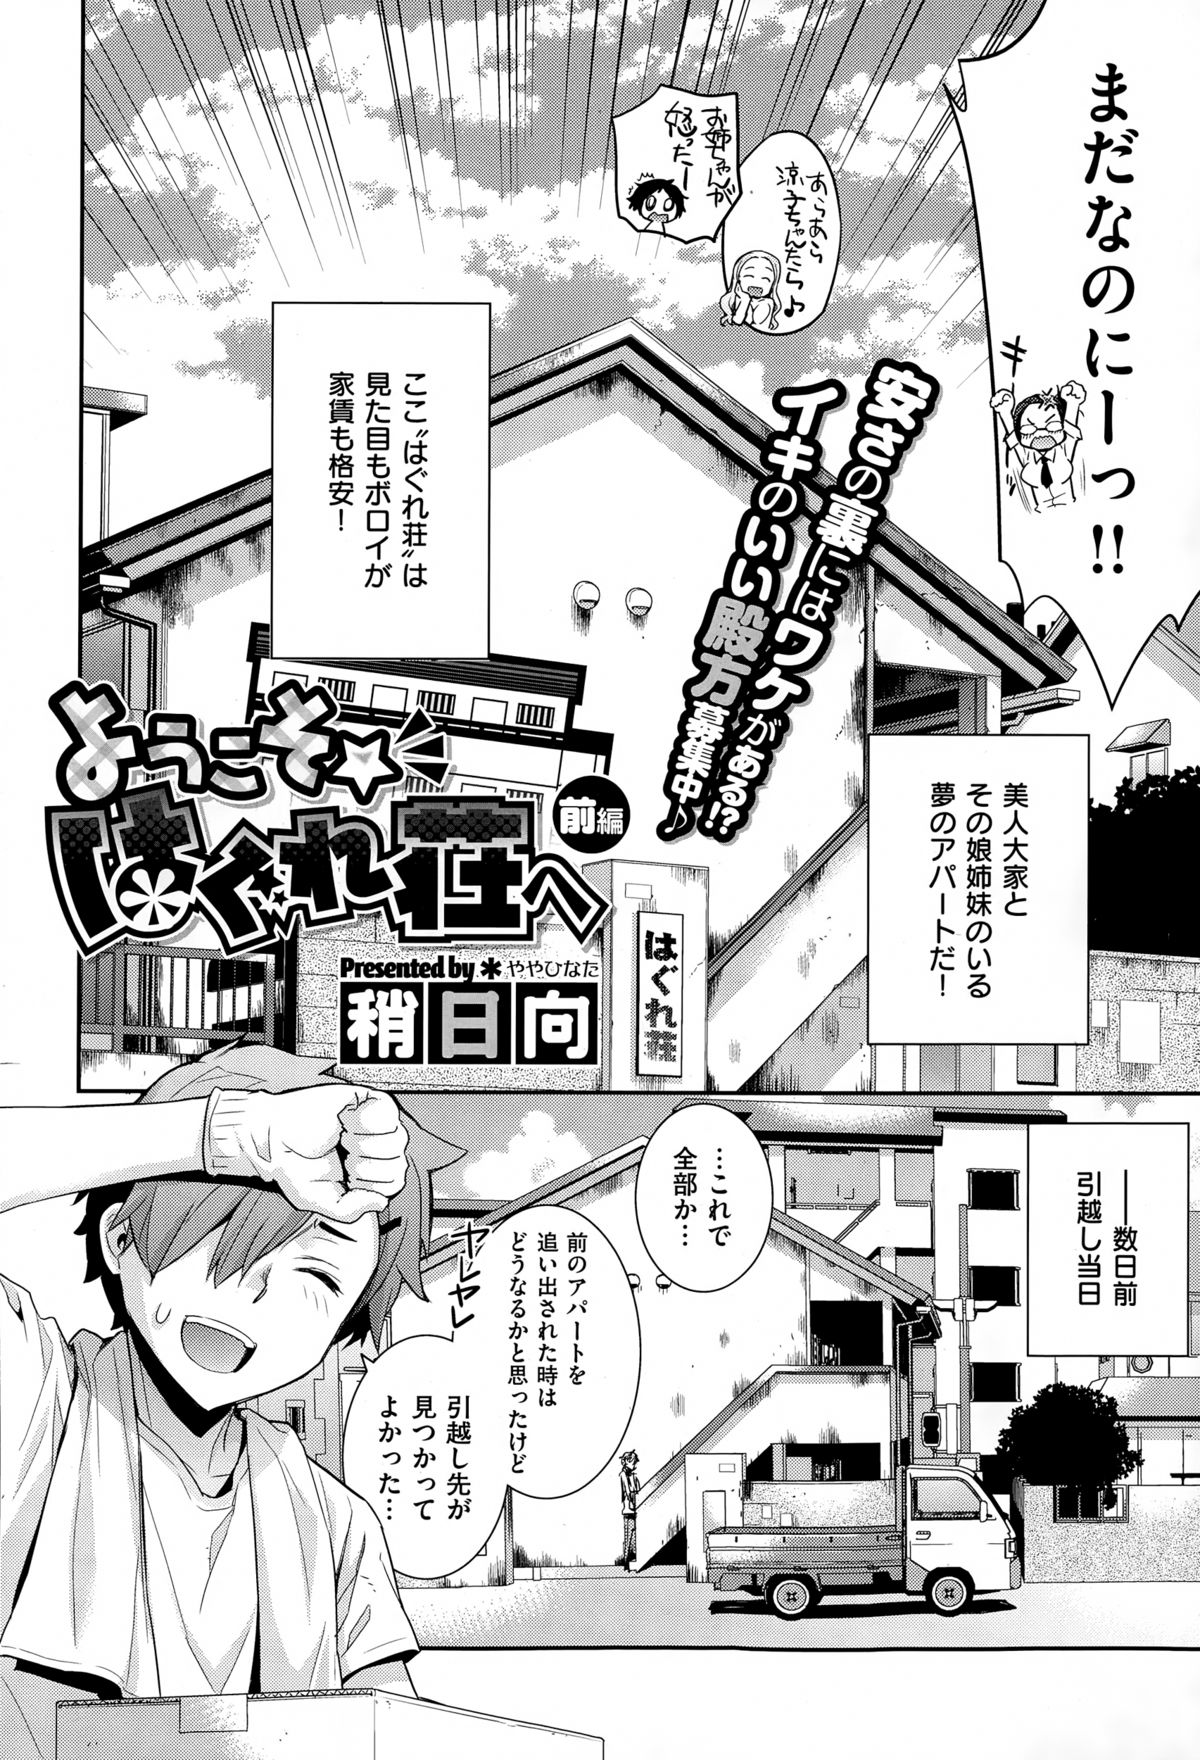 まだなのにーっ!!
キー
あらあら
涼子ちゃんたら♪
お姉ちゃんが
怒ったー
安さの裏にはワケがある!?
イキのいい殿方募集中♪
ここ〝はぐれ荘〟は
見た目もボロイが
家賃も格安!
美人大家と
その娘姉妹のいる
夢のアパートだ!
ようこそ☆
はぐれ荘へ
前編
Presented by * ややひなた
稍日向
はぐれ荘
――数日前
引越し当日
…これで
全部か…
前のアパートを
追い出された時は
どうなるかと思ったけど
引越し先が
見つかって
よかった…
ヤレヤレ